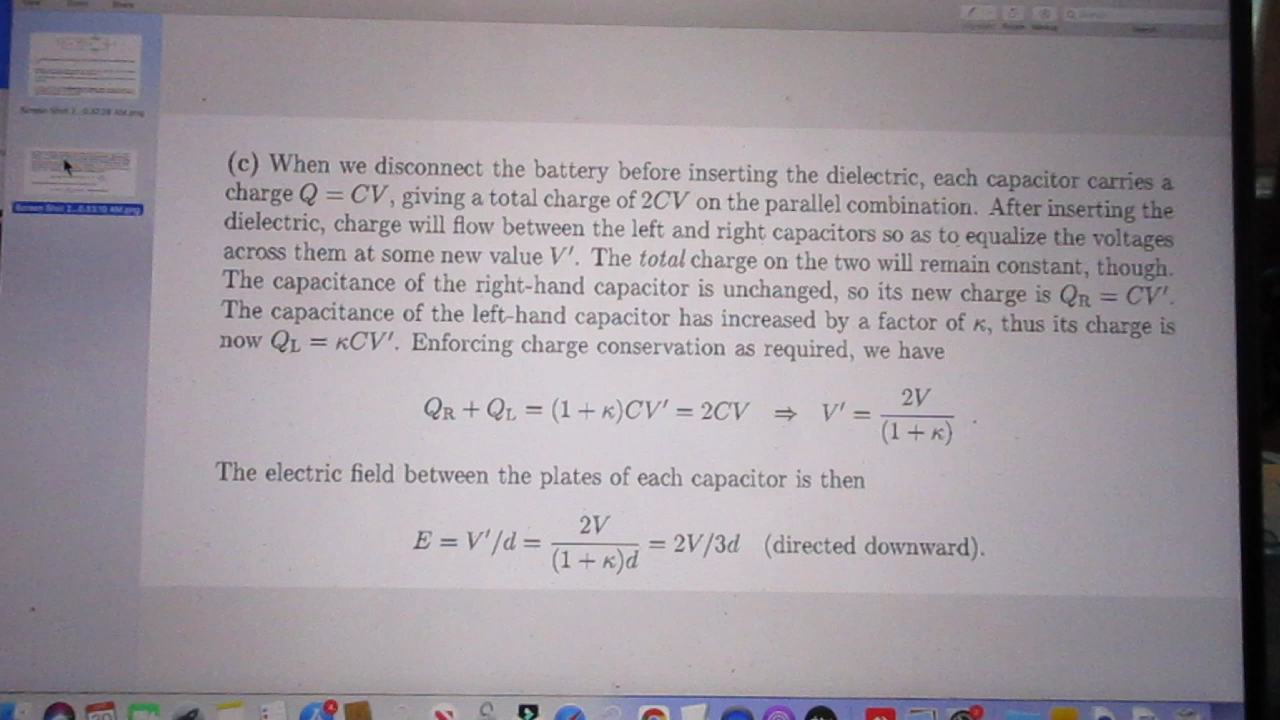 View Zoom Share
Search
(c) When we disconnect the battery before inserting the dielectric, each capacitor carries a
charge Q = CV, giving a total charge of 2CV on the parallel combination. After inserting the
dielectric, charge will flow between the left and right capacitors so as to equalize the voltages
across them at some new value V′. The total charge on the two will remain constant, though.
The capacitance of the right-hand capacitor is unchanged, so its new charge is Q_R = CV′.
The capacitance of the left-hand capacitor has increased by a factor of κ, thus its charge is
now Q_L = κCV′. Enforcing charge conservation as required, we have
Q_R + Q_L = (1 + κ)CV′ = 2CV ⇒ V′ = 2V/(1 + κ).
The electric field between the plates of each capacitor is then
E = V′/d = 2V/(1 + κ)d = 2V/3d (directed downward).